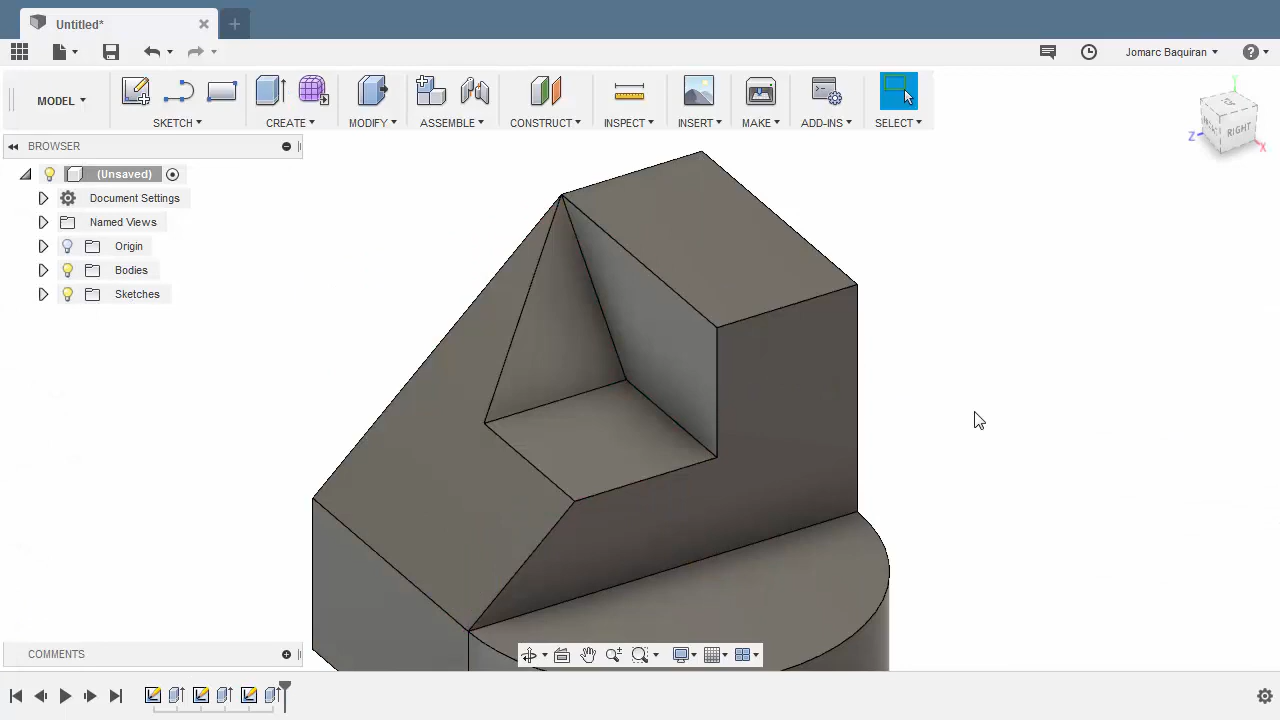 Untitled*
Jomarc Baquiran
MODEL
SKETCH
CREATE
MODIFY
ASSEMBLE
CONSTRUCT
INSPECT
INSERT
MAKE
ADD-INS
SELECT
BROWSER
(Unsaved)
Document Settings
Named Views
Origin
Bodies
Sketches
Y
Z
X
RIGHT
COMMENTS